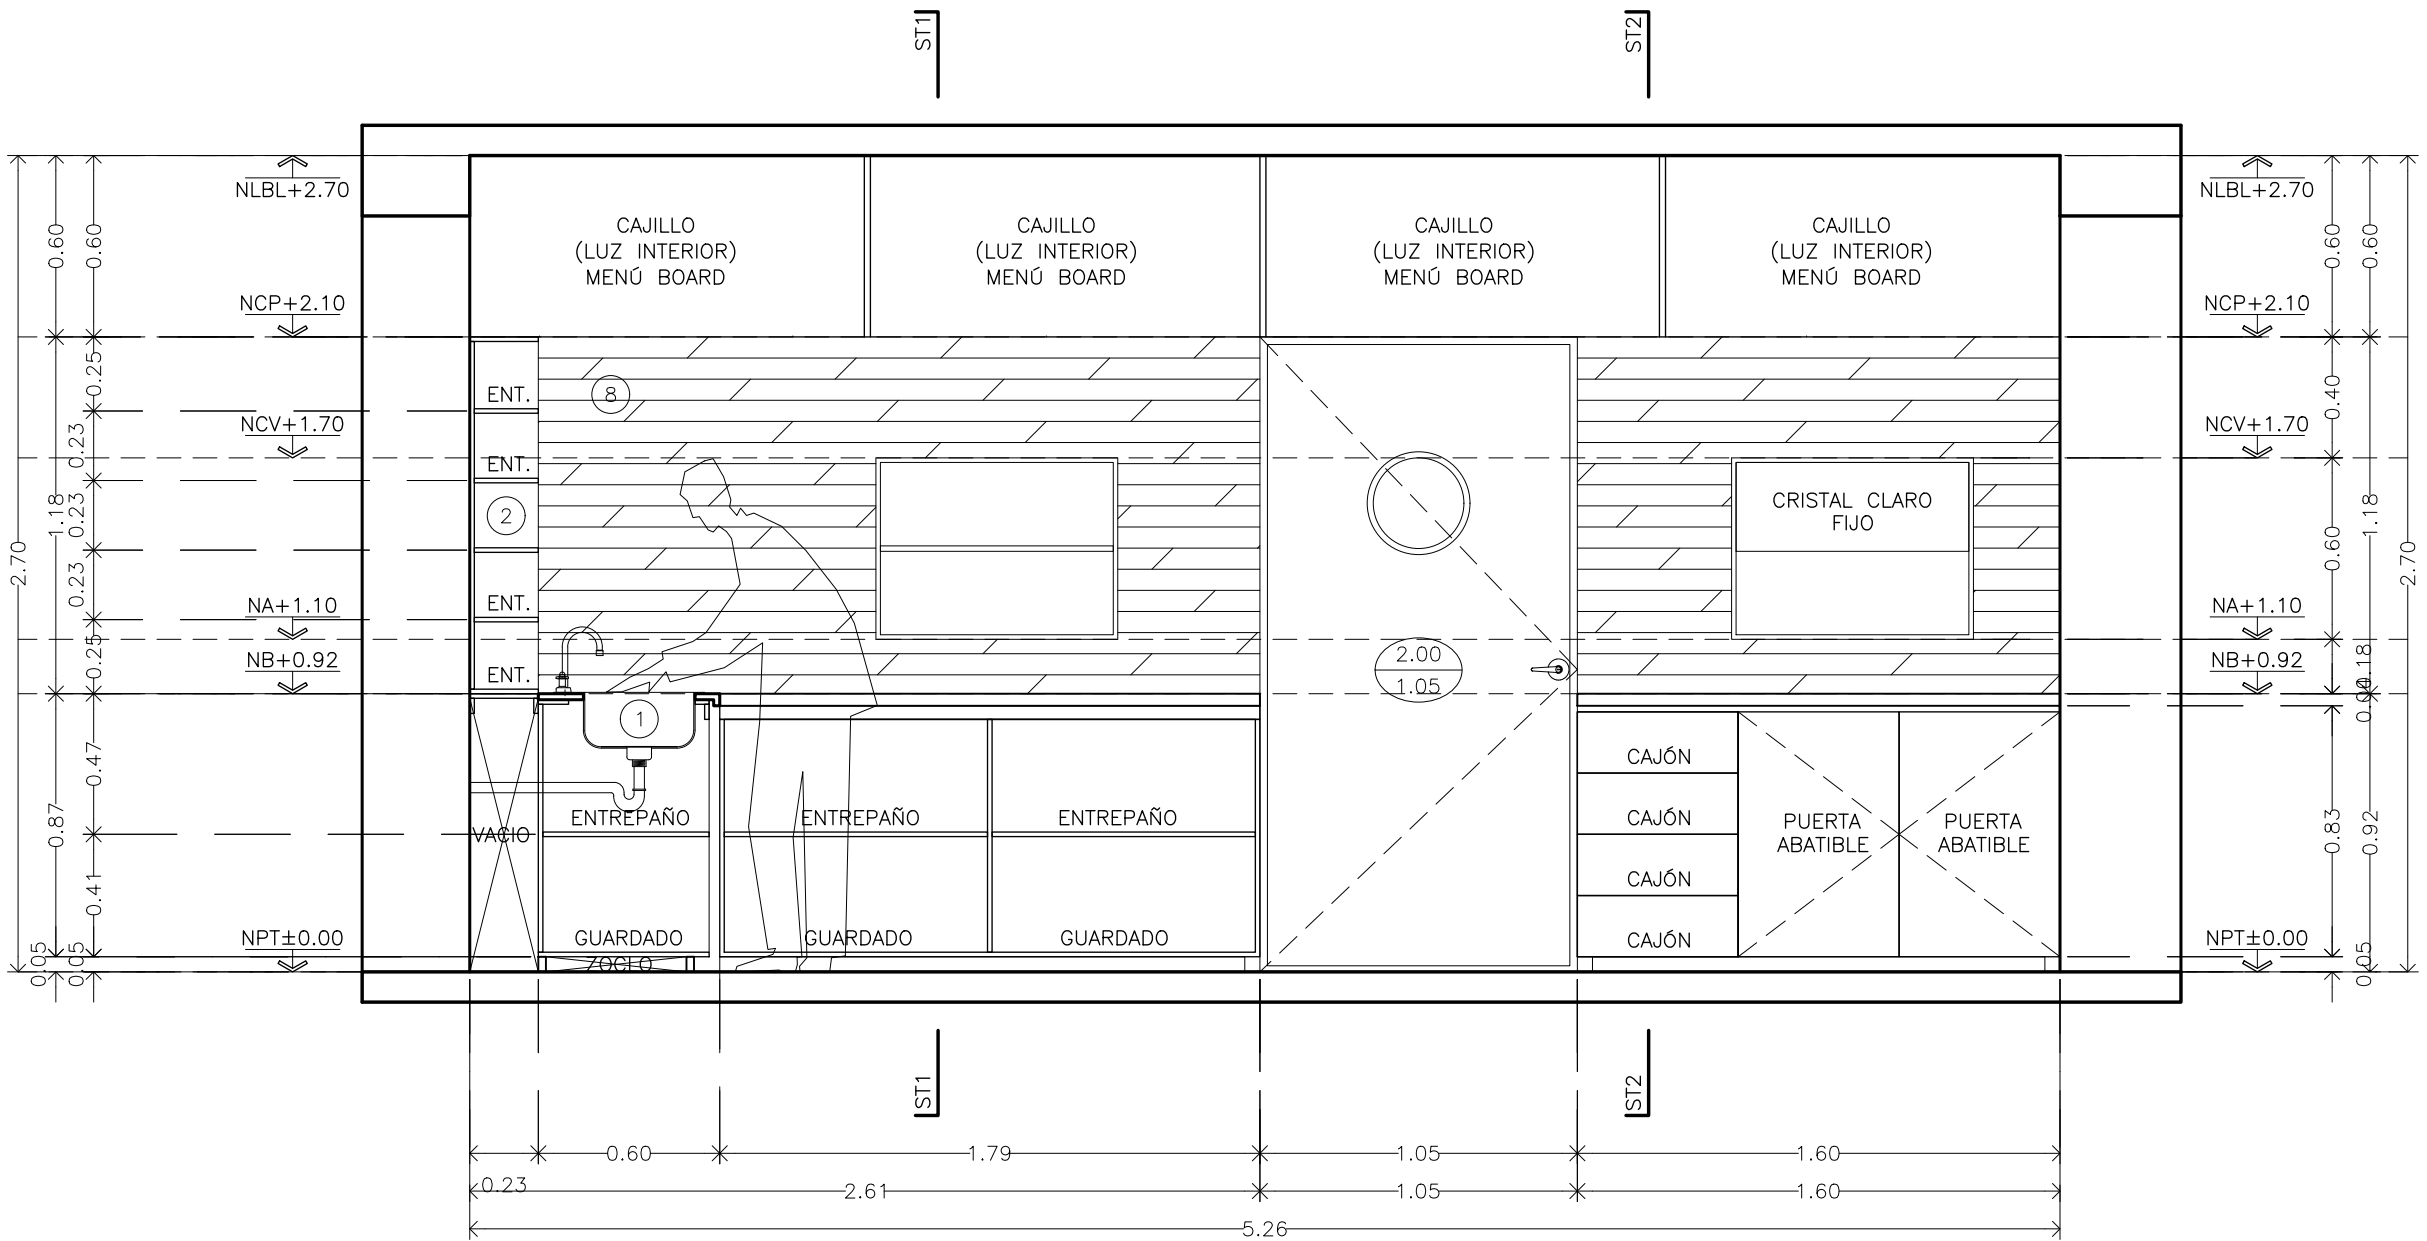 ST1
ST2
NLBL+2.70
NLBL+2.70
CAJILLO
(LUZ INTERIOR)
MENÚ BOARD
CAJILLO
(LUZ INTERIOR)
MENÚ BOARD
CAJILLO
(LUZ INTERIOR)
MENÚ BOARD
CAJILLO
(LUZ INTERIOR)
MENÚ BOARD
0.60
0.60
0.60
0.60
NCP+2.10
NCP+2.10
0.25
ENT.
8
0.40
NCV+1.70
NCV+1.70
0.23
ENT.
1.18
0.23
2
CRISTAL CLARO
FIJO
1.18
2.70
0.23
0.60
2.70
NA+1.10
ENT.
NA+1.10
0.25
NB+0.92
ENT.
2.00
1.05
NB+0.92
0.18
1
0.47
CAJÓN
0.87
VACIO
ENTREPAÑO
ENTREPAÑO
ENTREPAÑO
CAJÓN
PUERTA
ABATIBLE
PUERTA
ABATIBLE
0.83
0.92
0.41
CAJÓN
NPT±0.00
GUARDADO
GUARDADO
GUARDADO
CAJÓN
NPT±0.00
0.05
0.05
ZOCLO
0.05
ST1
ST2
0.60
1.79
1.05
1.60
0.23
2.61
1.05
1.60
5.26